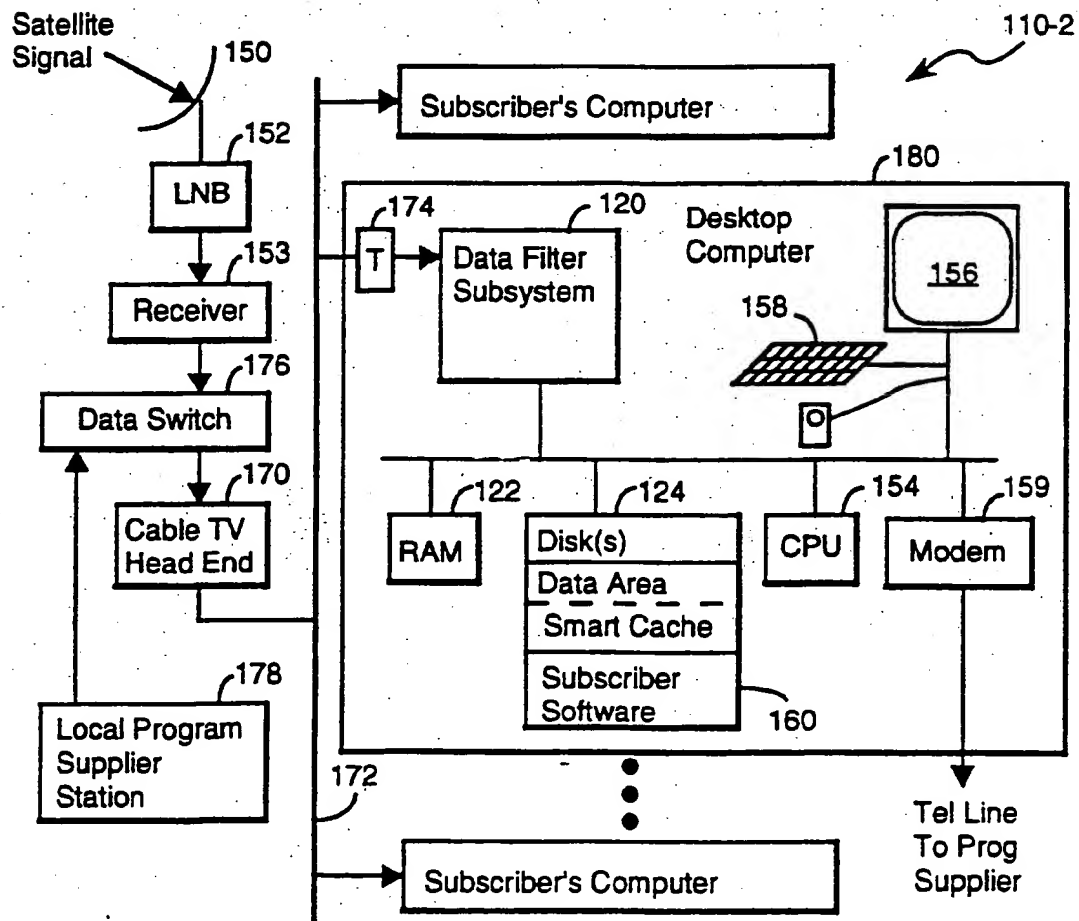 Satellite
Signal
150
110-2
Subscriber's Computer
152
LNB
180
174
T
120
Data Filter
Subsystem
Desktop
Computer
156
153
Receiver
158
176
Data Switch
170
Cable TV
Head End
122
RAM
124
Disk(s)
Data Area
Smart Cache
Subscriber
Software
160
154
CPU
159
Modem
178
Local Program
Supplier
Station
172
Tel Line
To Prog
Supplier
Subscriber's Computer